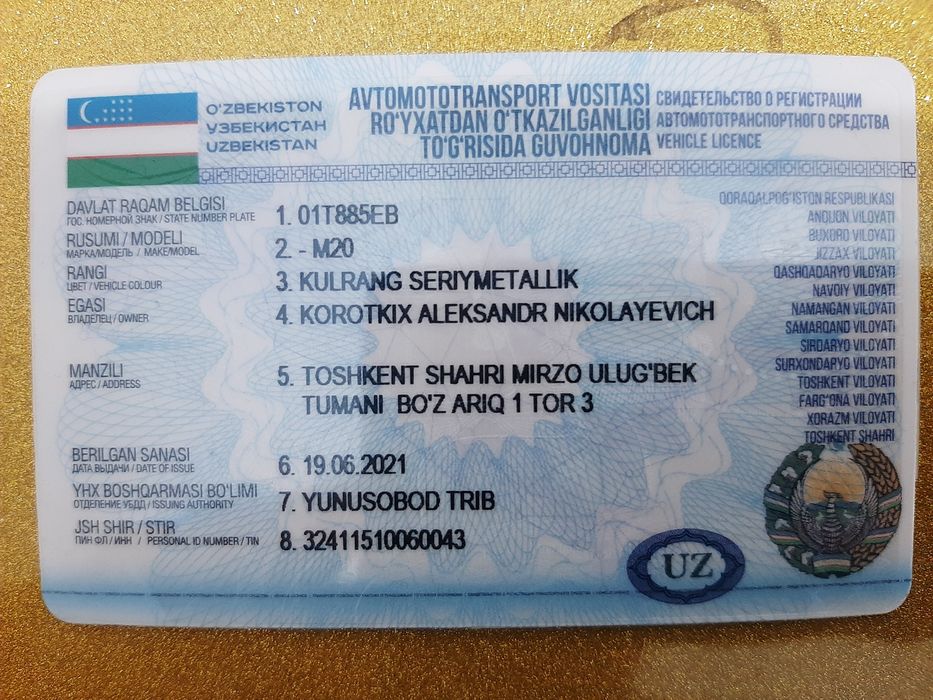 O'ZBEKISTON
УЗБЕКИСТАН
UZBEKISTAN
AVTOMOTOTRANSPORT VOSITASI
RO'YXATDAN O'TKAZILGANLIGI
TO'G'RISIDA GUVOHNOMA
СВИДЕТЕЛЬСТВО О РЕГИСТРАЦИИ
АВТОМОТОТРАНСПОРТНОГО СРЕДСТВА
VEHICLE LICENCE
DAVLAT RAQAM BELGISI
ГОС. НОМЕРНОЙ ЗНАК / STATE NUMBER PLATE
1. 01T885EB
RUSUMI / MODELI
МАРКА/МОДЕЛЬ / MAKE/MODEL
2. - M20
RANGI
ЦВЕТ / VEHICLE COLOUR
3. KULRANG SERIYMETALLIK
EGASI
ВЛАДЕЛЕЦ / OWNER
4. KOROTKIX ALEKSANDR NIKOLAYEVICH
MANZILI
АДРЕС / ADDRESS
5. TOSHKENT SHAHRI MIRZO ULUG'BEK
TUMANI BO'Z ARIQ 1 TOR 3
BERILGAN SANASI
ДАТА ВЫДАЧИ / DATE OF ISSUE
6. 19.06.2021
YHX BOSHQARMASI BO'LIMI
ОТДЕЛЕНИЕ УБДД / ISSUING AUTHORITY
7. YUNUSOBOD TRIB
JSH SHIR / STIR
ПИН ФЛ / ИНН / PERSONAL ID NUMBER / TIN
8. 32411510060043
QORAQALPOG'ISTON RESPUBLIKASI
ANDIJON VILOYATI
BUXORO VILOYATI
JIZZAX VILOYATI
QASHQADARYO VILOYATI
NAVOIY VILOYATI
NAMANGAN VILOYATI
SAMARQAND VILOYATI
SIRDARYO VILOYATI
SURXONDARYO VILOYATI
TOSHKENT VILOYATI
FARG'ONA VILOYATI
XORAZM VILOYATI
TOSHKENT SHAHRI
UZ